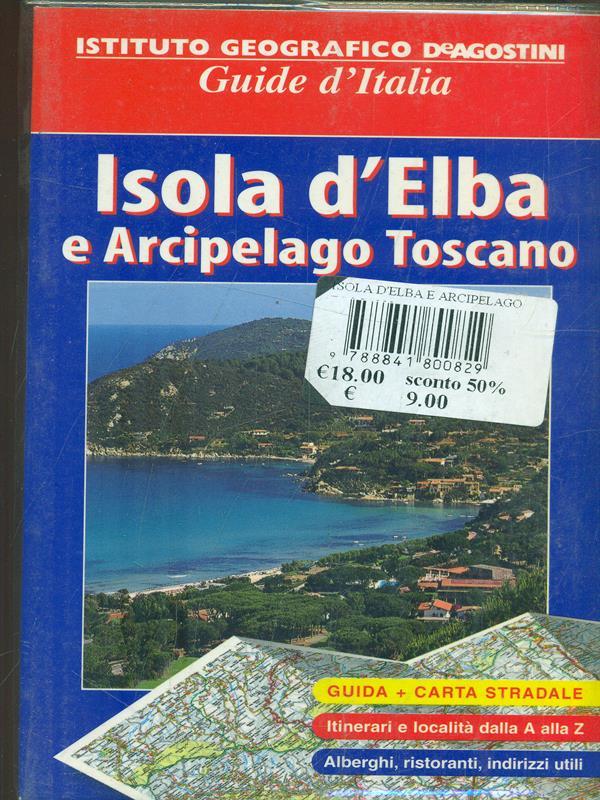 ISTITUTO GEOGRAFICO DeAGOSTINI
Guide d'Italia
Isola d'Elba
e Arcipelago Toscano
ISOLA D'ELBA E ARCIPELAGO
9 788841 800829
€18.00 sconto 50%
€ 9.00
GUIDA + CARTA STRADALE
Itinerari e località dalla A alla Z
Alberghi, ristoranti, indirizzi utili